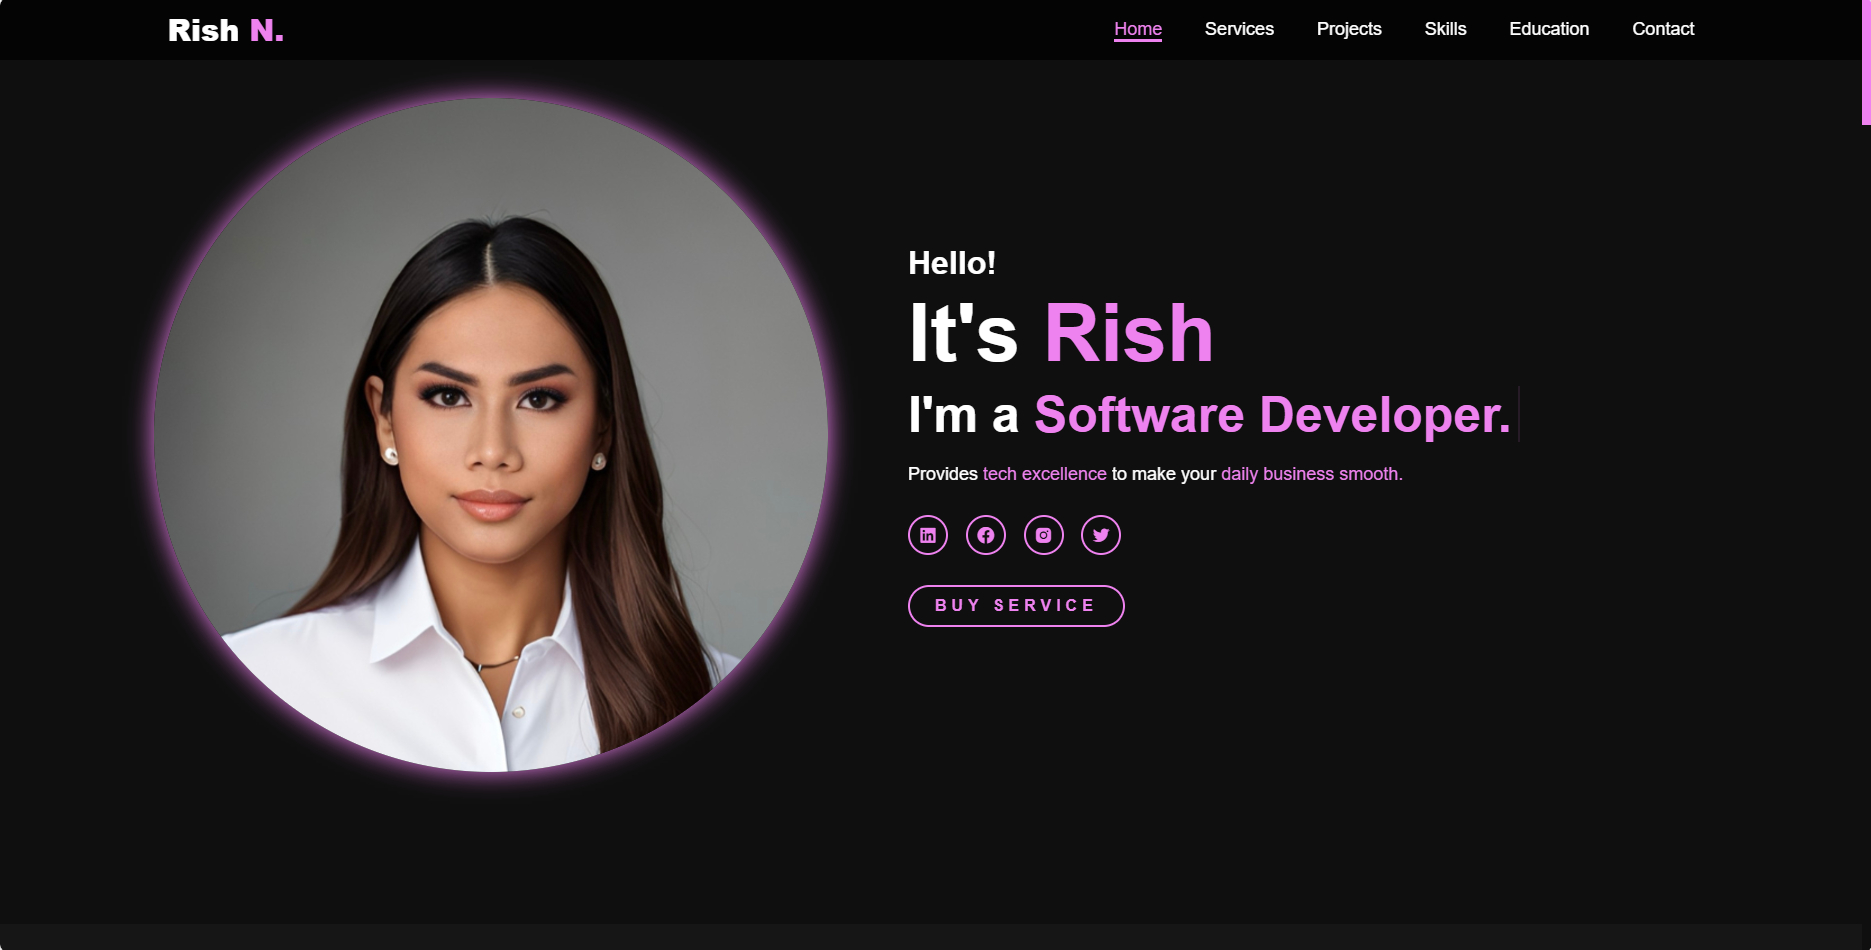 Rish N.
Home Services Projects Skills Education Contact
Hello!
It's Rish
I'm a Software Developer.
Provides tech excellence to make your daily business smooth.
BUY SERVICE